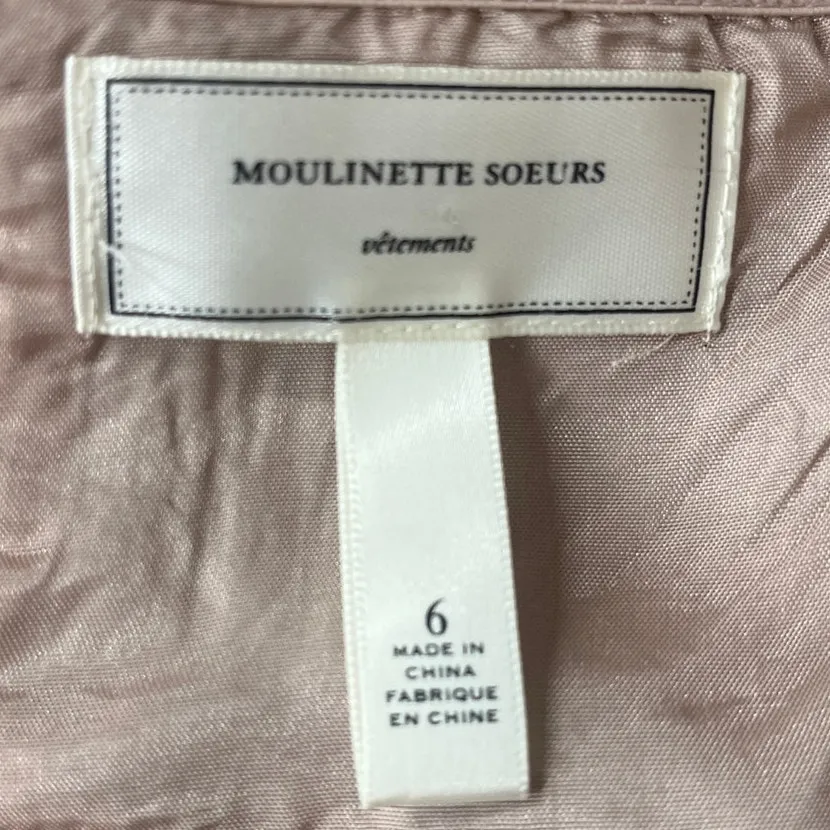 MOULINETTE SOEURS
vêtements
6
MADE IN
CHINA
FABRIQUE
EN CHINE